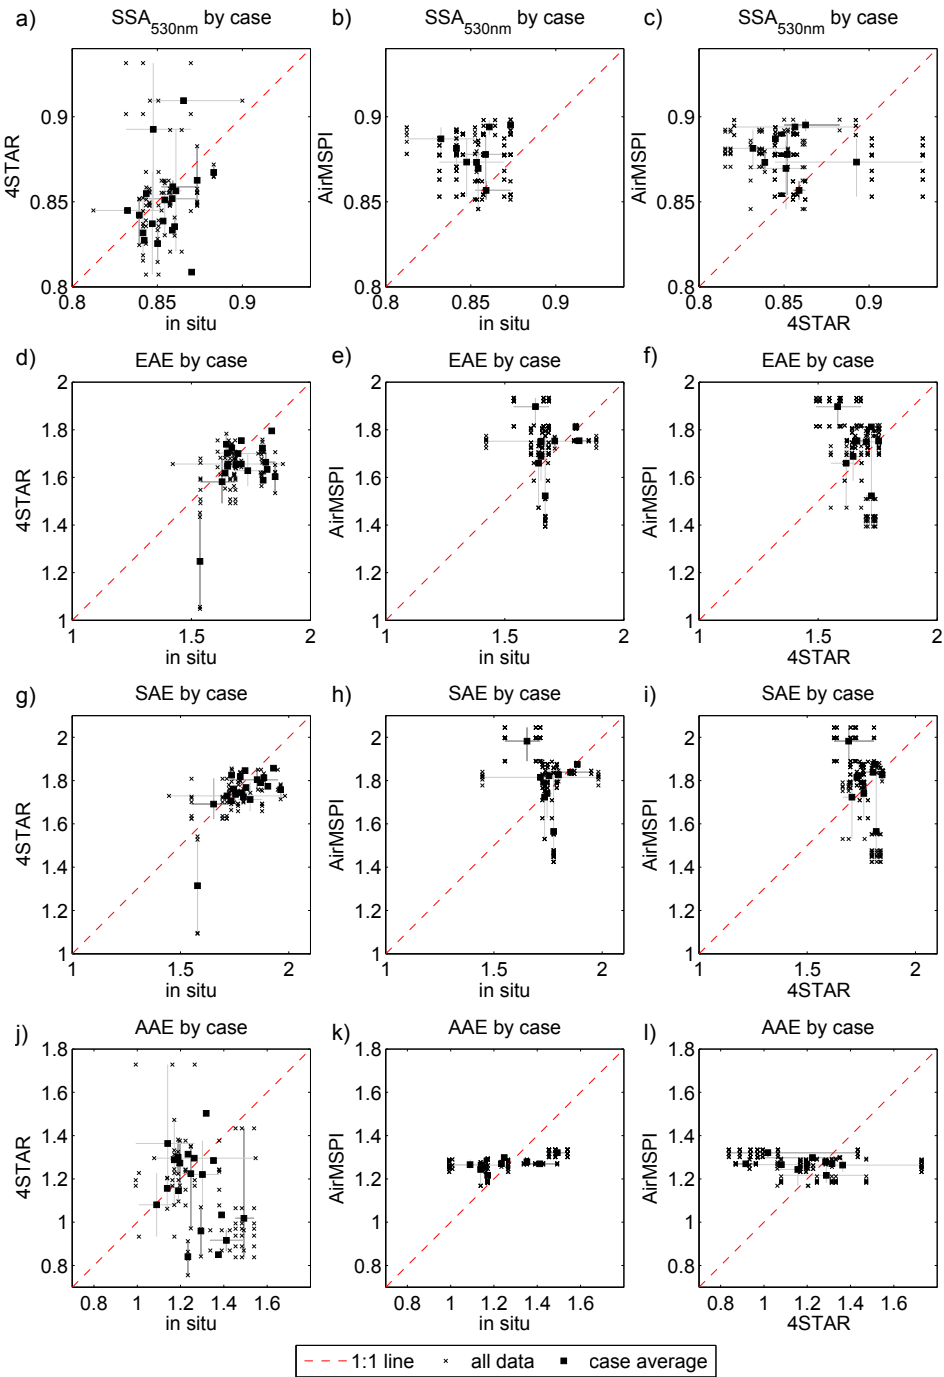 a) SSA530nm by case
0.9
0.85
0.8
0.8 0.85 0.9
4STAR
in situ
b) SSA530nm by case
0.9
0.85
0.8
0.8 0.85 0.9
AirMSPI
in situ
c) SSA530nm by case
0.9
0.85
0.8
0.8 0.85 0.9
AirMSPI
4STAR
d) EAE by case
2
1.8
1.6
1.4
1.2
1
1 1.5 2
4STAR
in situ
e) EAE by case
2
1.8
1.6
1.4
1.2
1
1 1.5 2
AirMSPI
in situ
f) EAE by case
2
1.8
1.6
1.4
1.2
1
1 1.5 2
AirMSPI
4STAR
g) SAE by case
2
1.8
1.6
1.4
1.2
1
1 1.5 2
4STAR
in situ
h) SAE by case
2
1.8
1.6
1.4
1.2
1
1 1.5 2
AirMSPI
in situ
i) SAE by case
2
1.8
1.6
1.4
1.2
1
1 1.5 2
AirMSPI
4STAR
j) AAE by case
1.8
1.6
1.4
1.2
1
0.8
0.8 1 1.2 1.4 1.6
4STAR
in situ
k) AAE by case
1.8
1.6
1.4
1.2
1
0.8
0.8 1 1.2 1.4 1.6
AirMSPI
in situ
l) AAE by case
1.8
1.6
1.4
1.2
1
0.8
0.8 1 1.2 1.4 1.6
AirMSPI
4STAR
1:1 line all data case average